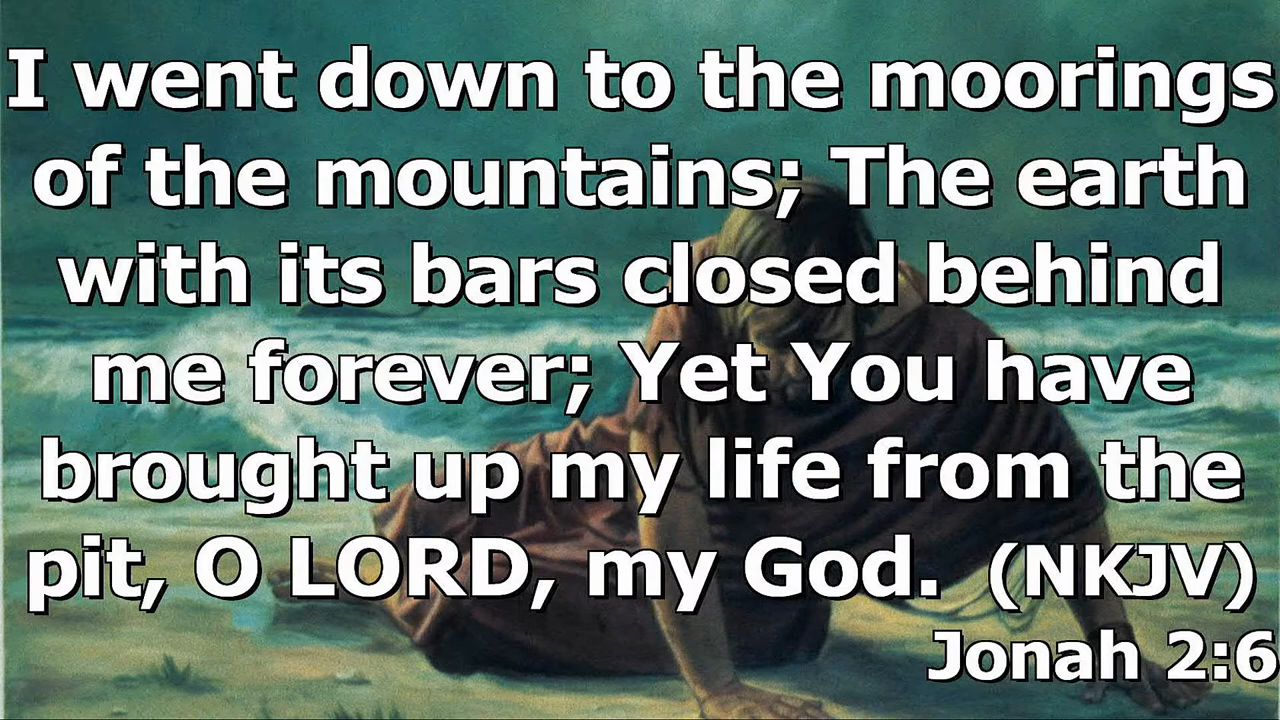 I went down to the moorings
of the mountains; The earth
with its bars closed behind
me forever; Yet You have
brought up my life from the
pit, O LORD, my God. (NKJV)
Jonah 2:6